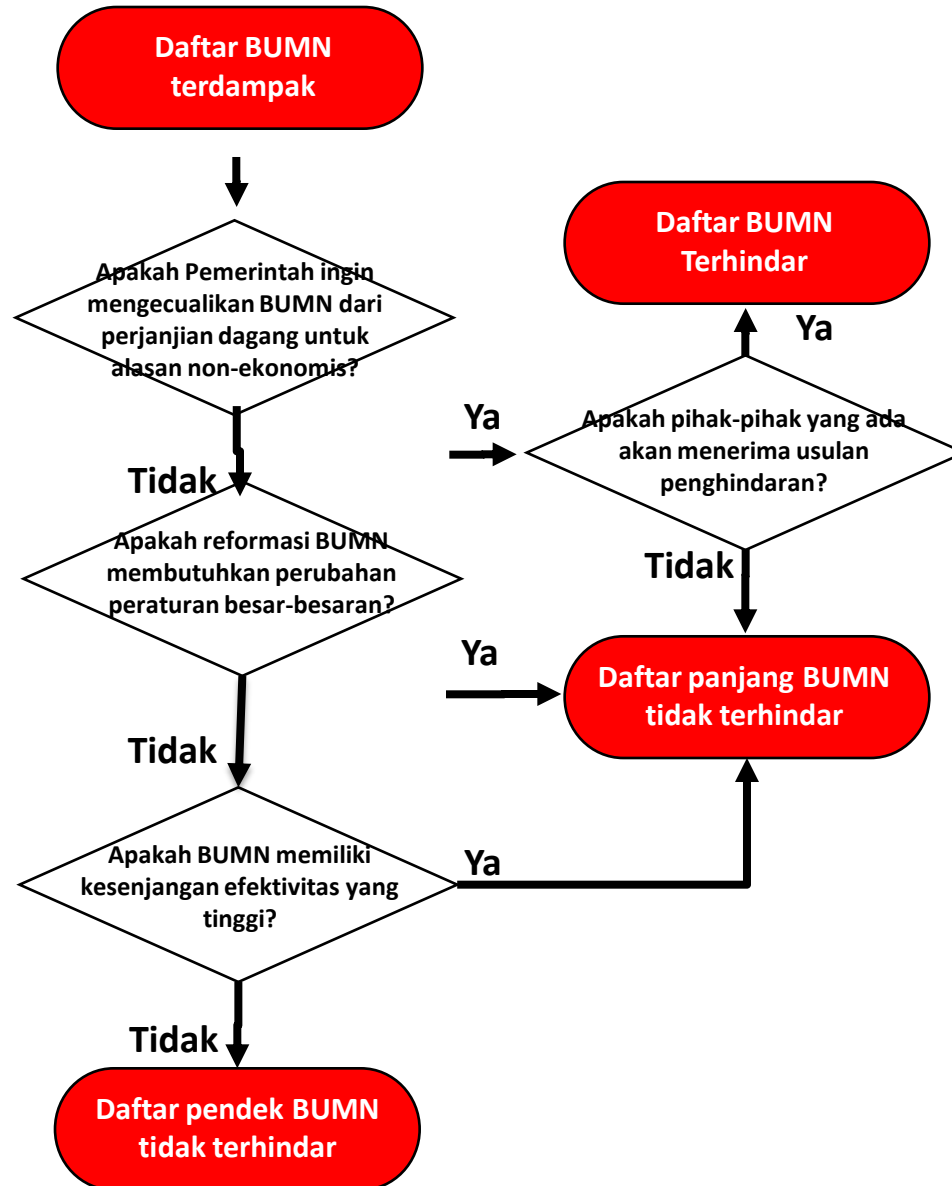 Daftar BUMN
terdampak
Apakah Pemerintah ingin
mengecualikan BUMN dari
perjanjian dagang untuk
alasan non-ekonomis?
Daftar BUMN
Terhindar
Ya
Ya
Apakah pihak-pihak yang ada
akan menerima usulan
penghindaran?
Tidak
Apakah reformasi BUMN
membutuhkan perubahan
peraturan besar-besaran?
Tidak
Ya
Daftar panjang BUMN
tidak terhindar
Tidak
Apakah BUMN memiliki
kesenjangan efektivitas yang
tinggi?
Ya
Tidak
Daftar pendek BUMN
tidak terhindar